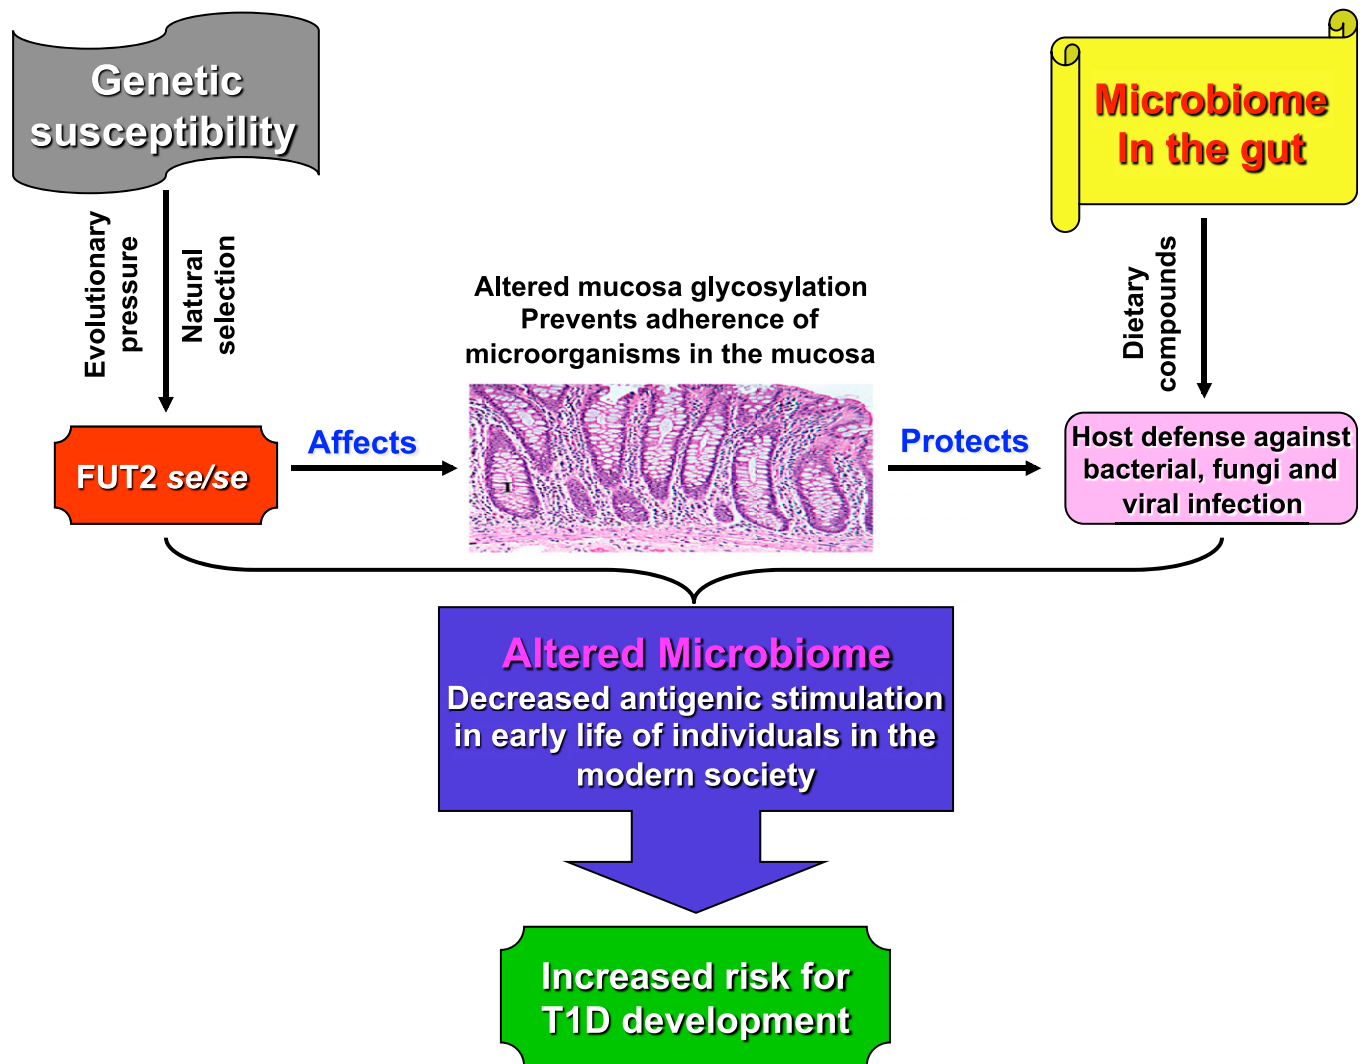 Genetic
susceptibility
Microbiome
In the gut
Evolutionary
pressure
Natural
selection
Dietary
compounds
Altered mucosa glycosylation
Prevents adherence of
microorganisms in the mucosa
FUT2 se/se
Affects
I
Protects
Host defense against
bacterial, fungi and
viral infection
Altered Microbiome
Decreased antigenic stimulation
in early life of individuals in the
modern society
Increased risk for
T1D development